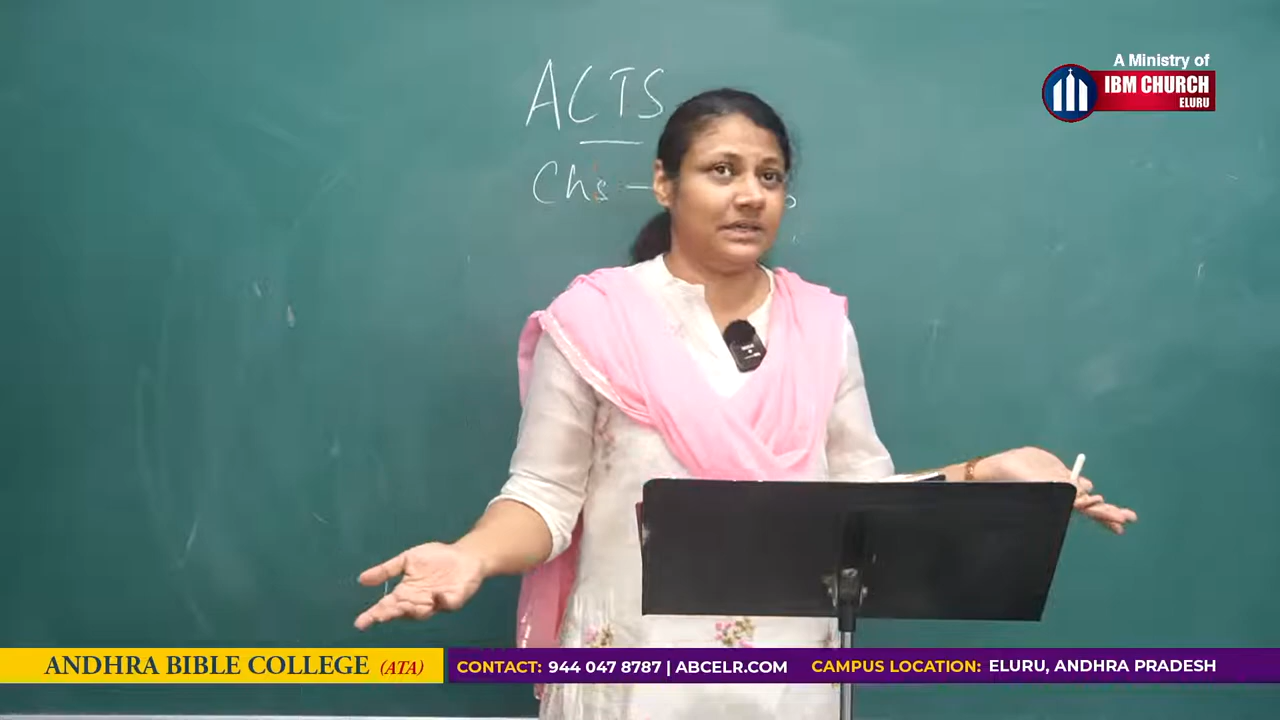 A Ministry of
IBM CHURCH
ELURU
ACTS
Chs –
ANDHRA BIBLE COLLEGE (ATA)
CONTACT: 944 047 8787 | ABCELR.COM
CAMPUS LOCATION: ELURU, ANDHRA PRADESH